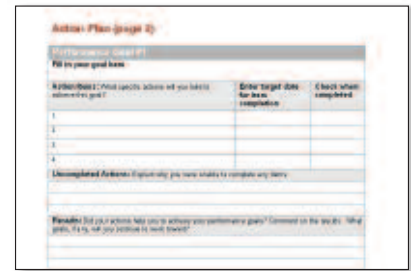 Action Plan (page 2)
Performance Goal #1
Fill in your goal here
Action Items: What specific actions will you take to
achieve this goal?
Enter target date
for item
completion
Check when
completed
1
2
3
4
Uncompleted Actions: Explain why you were unable to complete any items.
Results: Did your actions help you to achieve your performance goals? Comment on the results. What
goals, if any, will you continue to work toward?